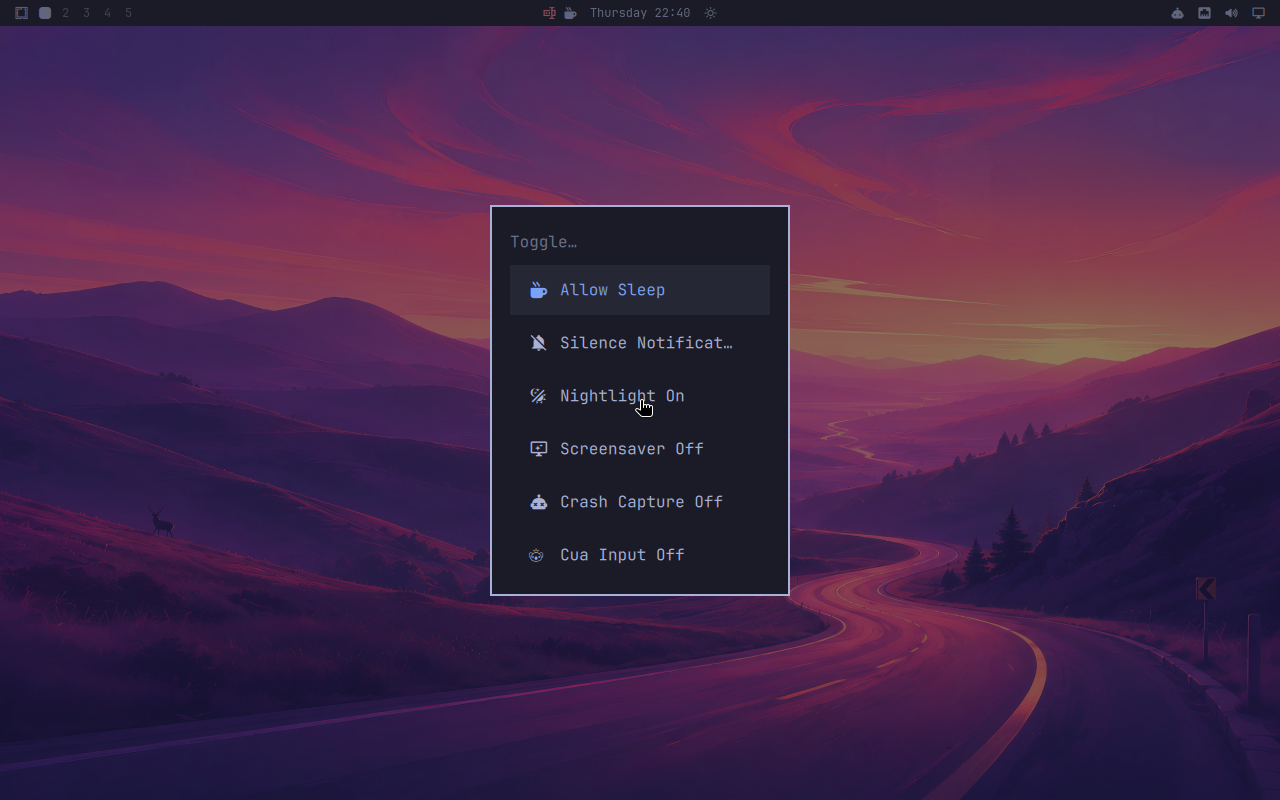 2 3 4 5 Thursday 22:40
Toggle…
Allow Sleep
Silence Notificat…
Nightlight On
Screensaver Off
Crash Capture Off
Cua Input Off